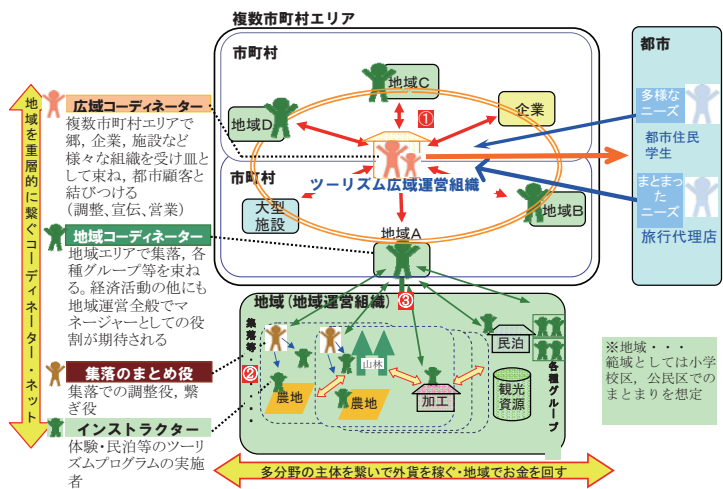 複数市町村エリア
市町村
地域C
①
企業
地域D
市町村
ツーリズム広域運営組織
大型
施設
地域B
地域A
都市
多様な
ニーズ
都市住民
学生
まとまっ
た
ニーズ
旅行代理店
地域を重層的に繋ぐコーディネーター・ネット
広域コーディネーター
複数市町村エリアで
郷，企業，施設など
様々な組織を受け皿と
して束ね，都市顧客と
結びつける
（調整、宣伝、営業）
地域コーディネーター
地域エリアで集落，各
種グループ等を束ね
る。経済活動の他にも
地域運営全般でマ
ネージャーとしての役
割が期待される
集落のまとめ役
集落での調整役，繋
ぎ役
インストラクター
体験・民泊等のツーリ
ズムプログラムの実施
者
地域（地域運営組織）
③
集落等・・・
②
山林
農地
農地
加工
民泊
観光
資源
各種グループ
※地域・・・
範域としては小学
校区，公民区での
まとまりを想定
多分野の主体を繋いで外貨を稼ぐ・地域でお金を回す